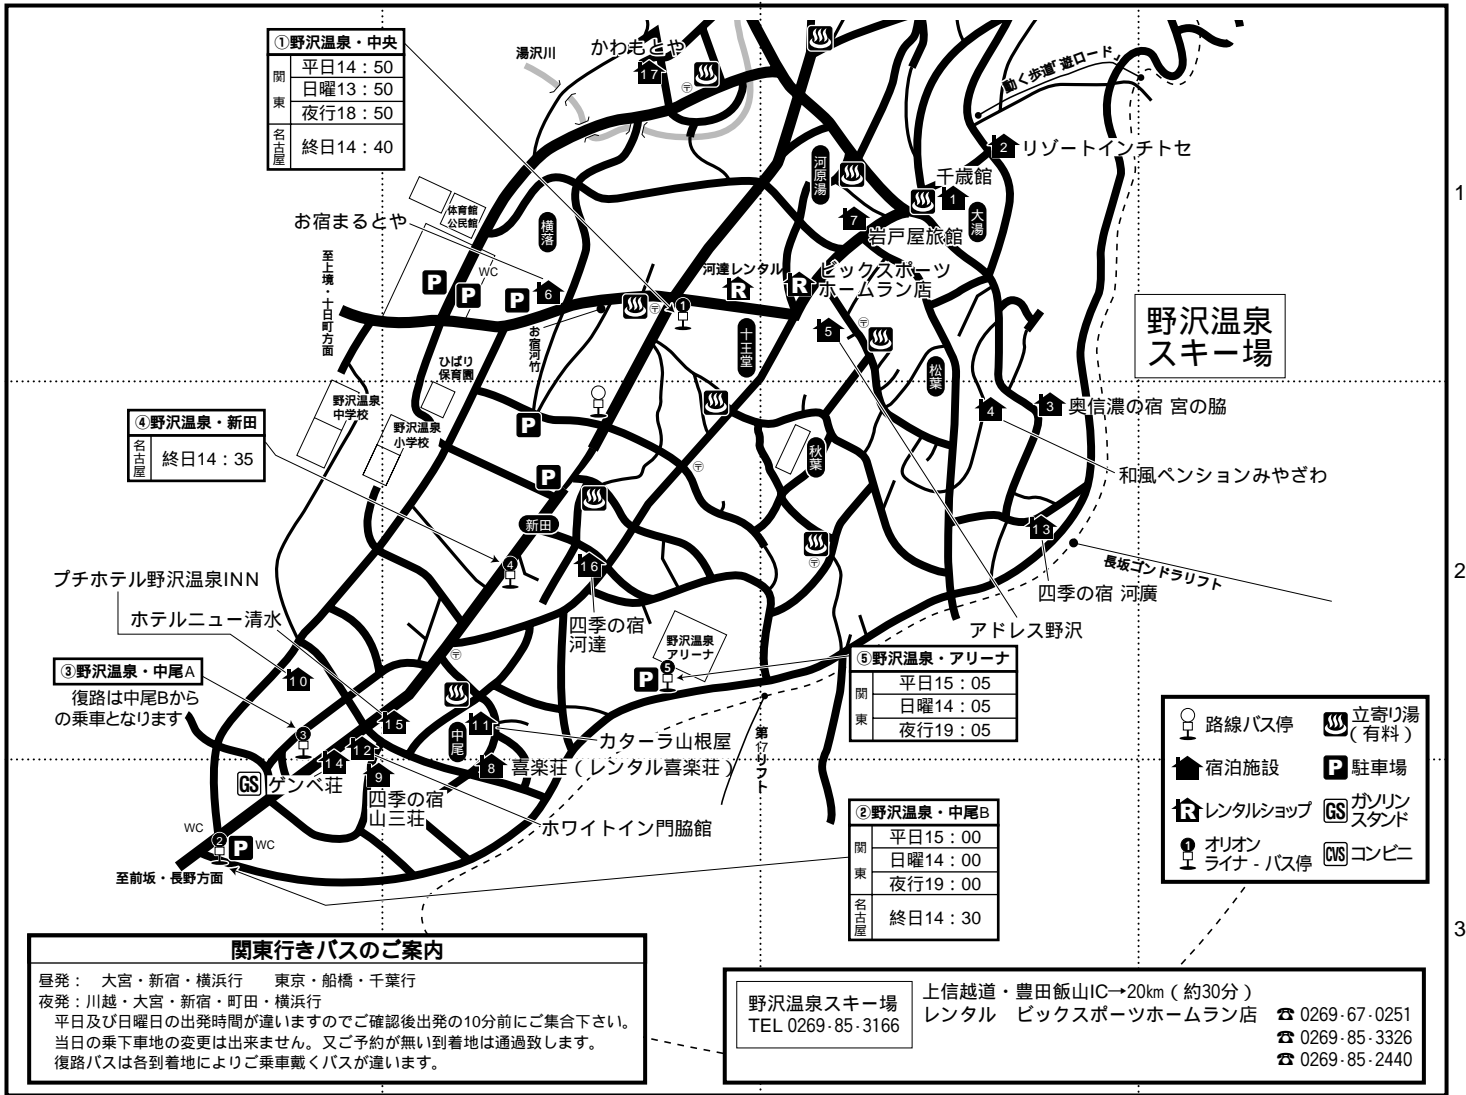 ①野沢温泉・中央
関東
平日14：50
日曜13：50
夜行18：50
名古屋
終日14：40
湯沢川
かわもとや
17
動く歩道「遊ロード」
2
リゾートインチトセ
千歳館
1
大湯
河原湯
7
岩戸屋旅館
体育館
公民館
横落
お宿まるとや
至上境・十日町方面
WC
P
P
P
6
お宿河竹
河達レンタル
R
R
ビックスポーツ
ホームラン店
1
十王堂
5
松葉
野沢温泉
スキー場
1
ひばり
保育園
野沢温泉
中学校
野沢温泉
小学校
④野沢温泉・新田
名古屋
終日14：35
P
P
秋葉
4
3
奥信濃の宿 宮の脇
和風ペンションみやざわ
新田
4
16
13
四季の宿 河廣
長坂ゴンドラリフト
アドレス野沢
2
プチホテル野沢温泉INN
ホテルニュー清水
四季の宿
河達
野沢温泉
アリーナ
P
5
③野沢温泉・中尾A
復路は中尾Bから
の乗車となります
10
3
15
12
14
9
11
中尾
8
カターラ山根屋
喜楽荘（レンタル喜楽荘）
GS
ゲンベ荘
四季の宿
山三荘
ホワイトイン門脇館
第17リフト
⑤野沢温泉・アリーナ
関東
平日15：05
日曜14：05
夜行19：05
②野沢温泉・中尾B
関東
平日15：00
日曜14：00
夜行19：00
名古屋
終日14：30
WC
2
P
WC
至前坂・長野方面
路線バス停
立寄り湯
（有料）
宿泊施設
P
駐車場
R
レンタルショップ
GS
ガソリン
スタンド
1
オリオン
ライナ‐バス停
CVS
コンビニ
3
関東行きバスのご案内
昼発：　大宮・新宿・横浜行　　東京・船橋・千葉行
夜発：川越・大宮・新宿・町田・横浜行
平日及び日曜日の出発時間が違いますのでご確認後出発の10分前にご集合下さい。
当日の乗下車地の変更は出来ません。又ご予約が無い到着地は通過致します。
復路バスは各到着地によりご乗車戴くバスが違います。
野沢温泉スキー場
TEL 0269-85-3166
上信越道・豊田飯山IC→20km（約30分）
レンタル　ビックスポーツホームラン店
☎ 0269-67-0251
☎ 0269-85-3326
☎ 0269-85-2440